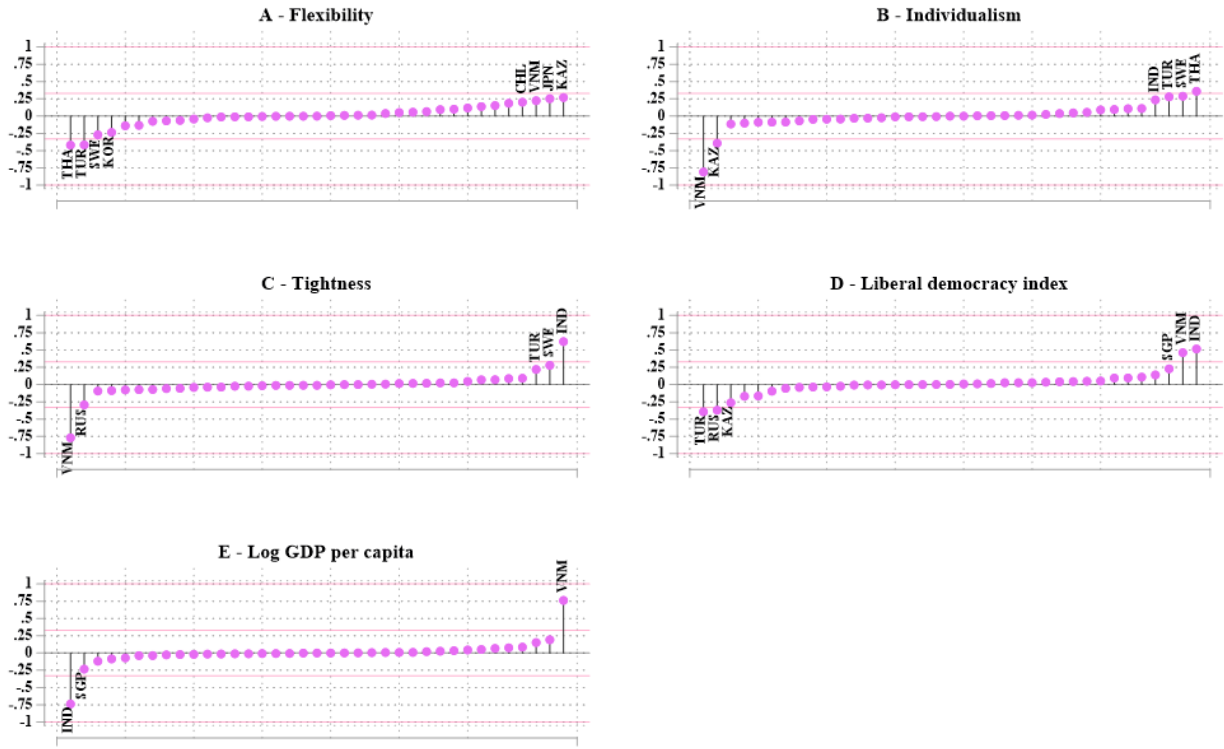 A - Flexibility
1
.75
.5
.25
0
-.25
-.5
-.75
-1
THA
TUR
SWE
KOR
CHL
VNM
JPN
KAZ
B - Individualism
1
.75
.5
.25
0
-.25
-.5
-.75
-1
VNM
KAZ
IND
TUR
SWE
THA
C - Tightness
1
.75
.5
.25
0
-.25
-.5
-.75
-1
VNM
RUS
TUR
SWE
IND
D - Liberal democracy index
1
.75
.5
.25
0
-.25
-.5
-.75
-1
TUR
RUS
KAZ
SGP
VNM
IND
E - Log GDP per capita
1
.75
.5
.25
0
-.25
-.5
-.75
-1
IND
SGP
VNM